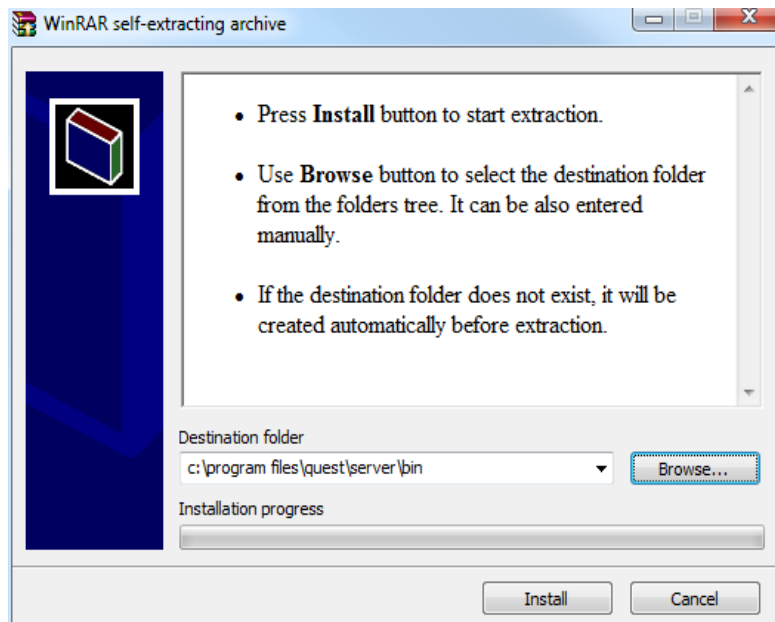 WinRAR self-extracting archive
• Press Install button to start extraction.
• Use Browse button to select the destination folder
from the folders tree. It can be also entered
manually.
• If the destination folder does not exist, it will be
created automatically before extraction.
Destination folder
c:\program files\quest\server\bin
Browse...
Installation progress
Install
Cancel